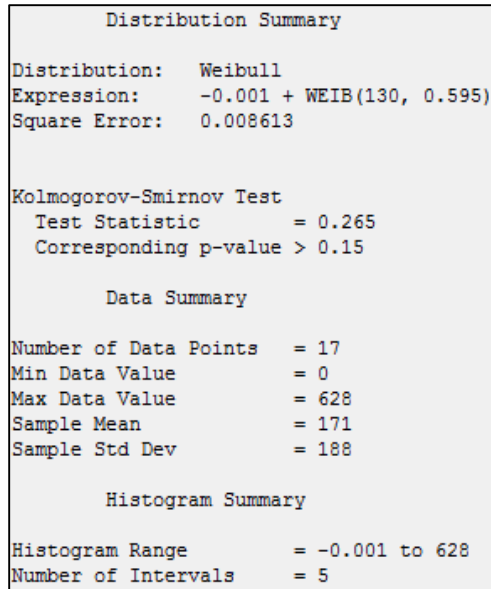 Distribution Summary
Distribution: Weibull
Expression: -0.001 + WEIB(130, 0.595)
Square Error: 0.008613
Kolmogorov-Smirnov Test
Test Statistic = 0.265
Corresponding p-value > 0.15
Data Summary
Number of Data Points = 17
Min Data Value = 0
Max Data Value = 628
Sample Mean = 171
Sample Std Dev = 188
Histogram Summary
Histogram Range = -0.001 to 628
Number of Intervals = 5